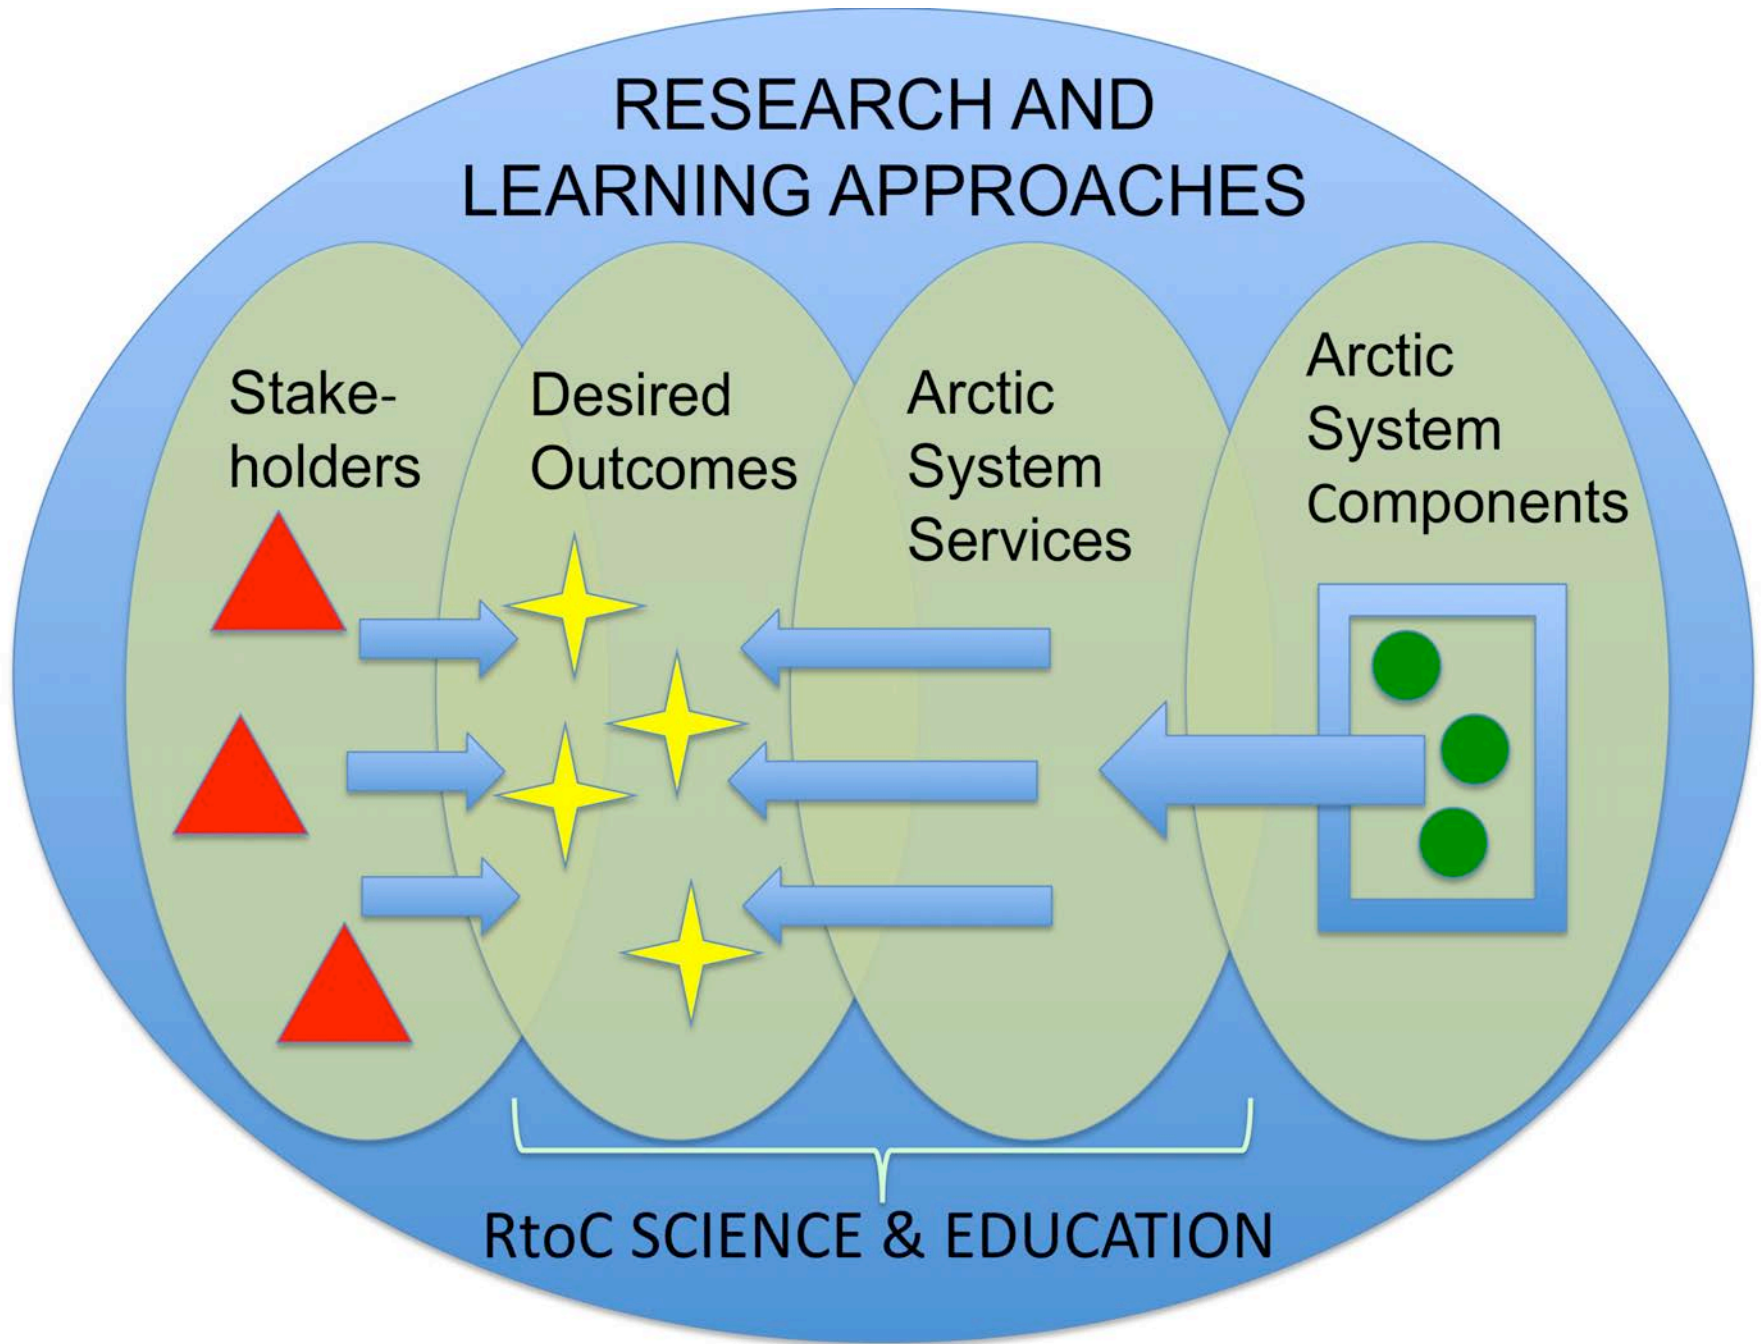 RESEARCH AND
LEARNING APPROACHES
Stake-
holders
Desired
Outcomes
Arctic
System
Services
Arctic
System
Components
RtoC SCIENCE & EDUCATION